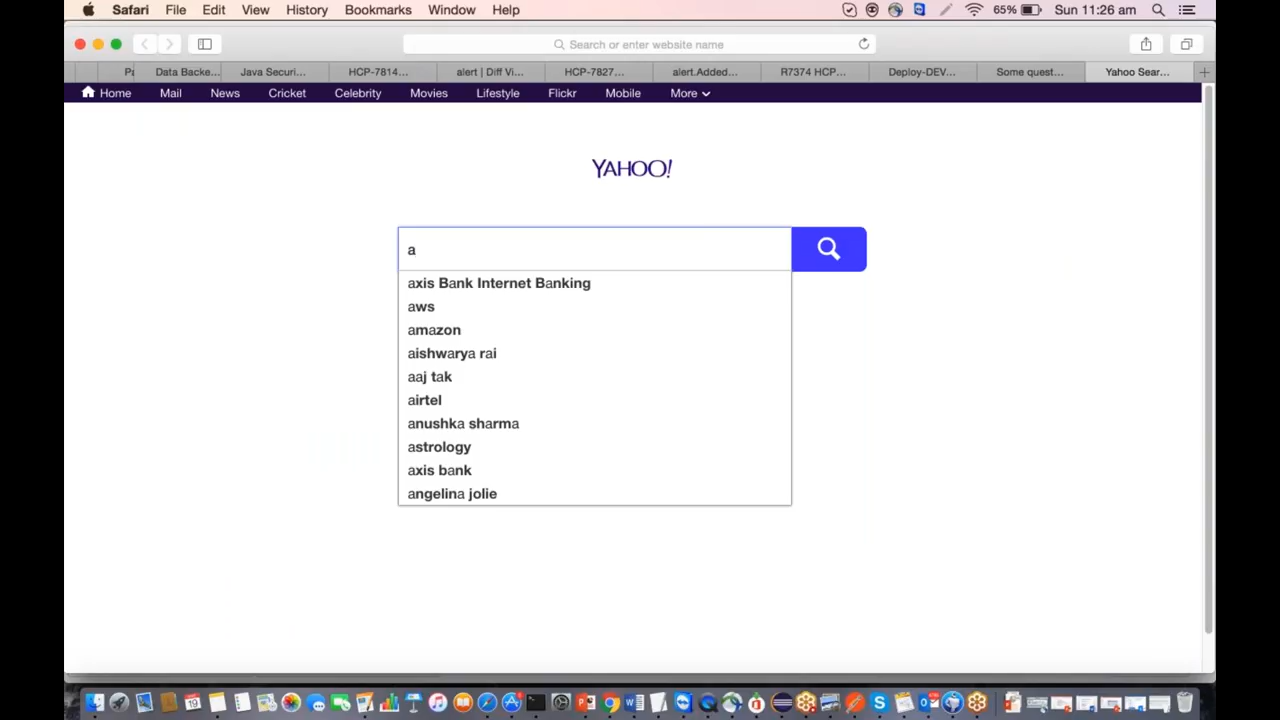 Safari File Edit View History Bookmarks Window Help 65% Sun 11:26 am
Search or enter website name
Data Backe... Java Securi... HCP-7814... alert | Diff Vi... HCP-7827... alert.Added... R7374 HCP... Deploy-DEV... Some quest... Yahoo Sear...
Home Mail News Cricket Celebrity Movies Lifestyle Flickr Mobile More
YAHOO!
a
axis Bank Internet Banking
aws
amazon
aishwarya rai
aaj tak
airtel
anushka sharma
astrology
axis bank
angelina jolie